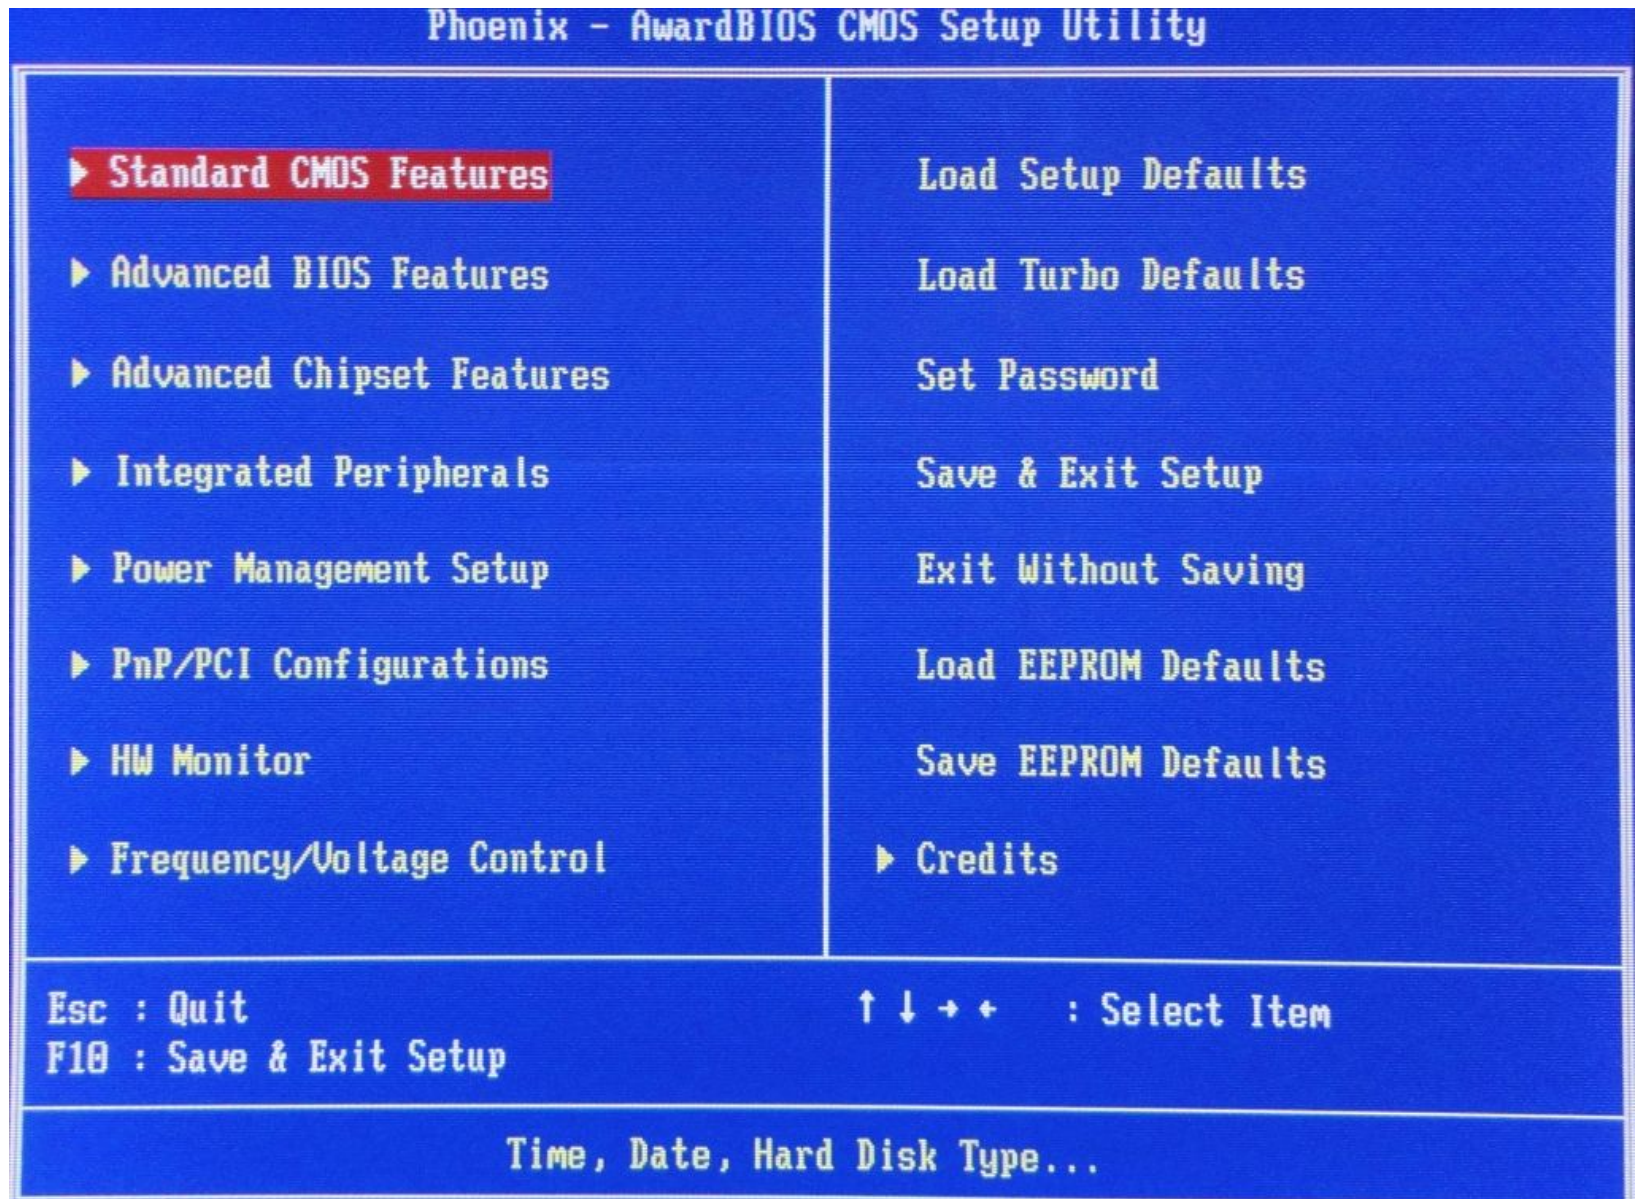 Phoenix - AwardBIOS CMOS Setup Utility
▶ Standard CMOS Features
▶ Advanced BIOS Features
▶ Advanced Chipset Features
▶ Integrated Peripherals
▶ Power Management Setup
▶ PnP/PCI Configurations
▶ HW Monitor
▶ Frequency/Voltage Control
Load Setup Defaults
Load Turbo Defaults
Set Password
Save & Exit Setup
Exit Without Saving
Load EEPROM Defaults
Save EEPROM Defaults
▶ Credits
Esc : Quit
F10 : Save & Exit Setup
↑ ↓ → ← : Select Item
Time, Date, Hard Disk Type...